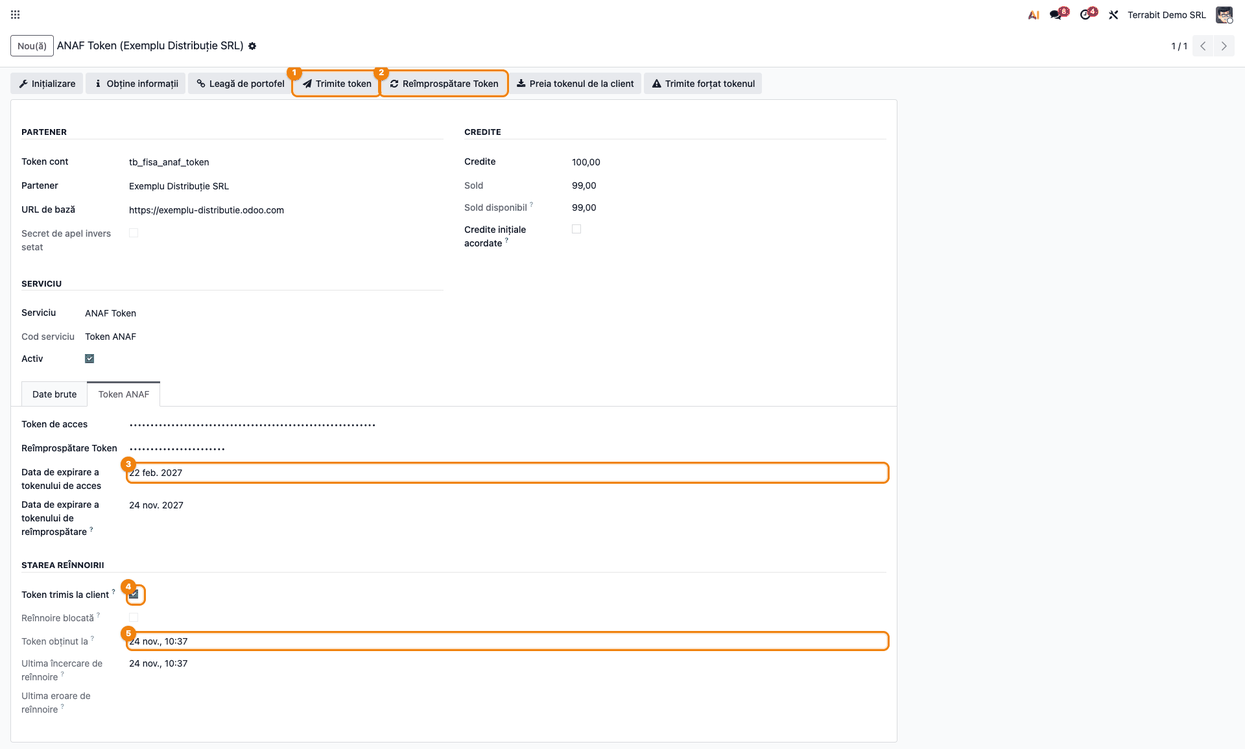 AI 6 4 Terrabit Demo SRL
Nou(ă) ANAF Token (Exemplu Distribuție SRL) 1 / 1
1 2
Inițializare Obține informații Leagă de portofel Trimite token Reîmprospătare Token Preia tokenul de la client Trimite forțat tokenul
PARTENER
Token cont tb_fisa_anaf_token
Partener Exemplu Distribuție SRL
URL de bază https://exemplu-distributie.odoo.com
Secret de apel invers
setat
CREDITE
Credite 100,00
Sold 99,00
Sold disponibil ? 99,00
Credite inițiale
acordate ?
SERVICIU
Serviciu ANAF Token
Cod serviciu Token ANAF
Activ
Date brute Token ANAF
Token de acces
Reîmprospătare Token
3
Data de expirare a 22 feb. 2027
tokenului de acces
Data de expirare a 24 nov. 2027
tokenului de
reîmprospătare ?
STAREA REÎNNOIRII
4
Token trimis la client ?
Reînnoire blocată ?
5
Token obținut la ? 24 nov., 10:37
Ultima încercare de 24 nov., 10:37
reînnoire ?
Ultima eroare de
reînnoire ?